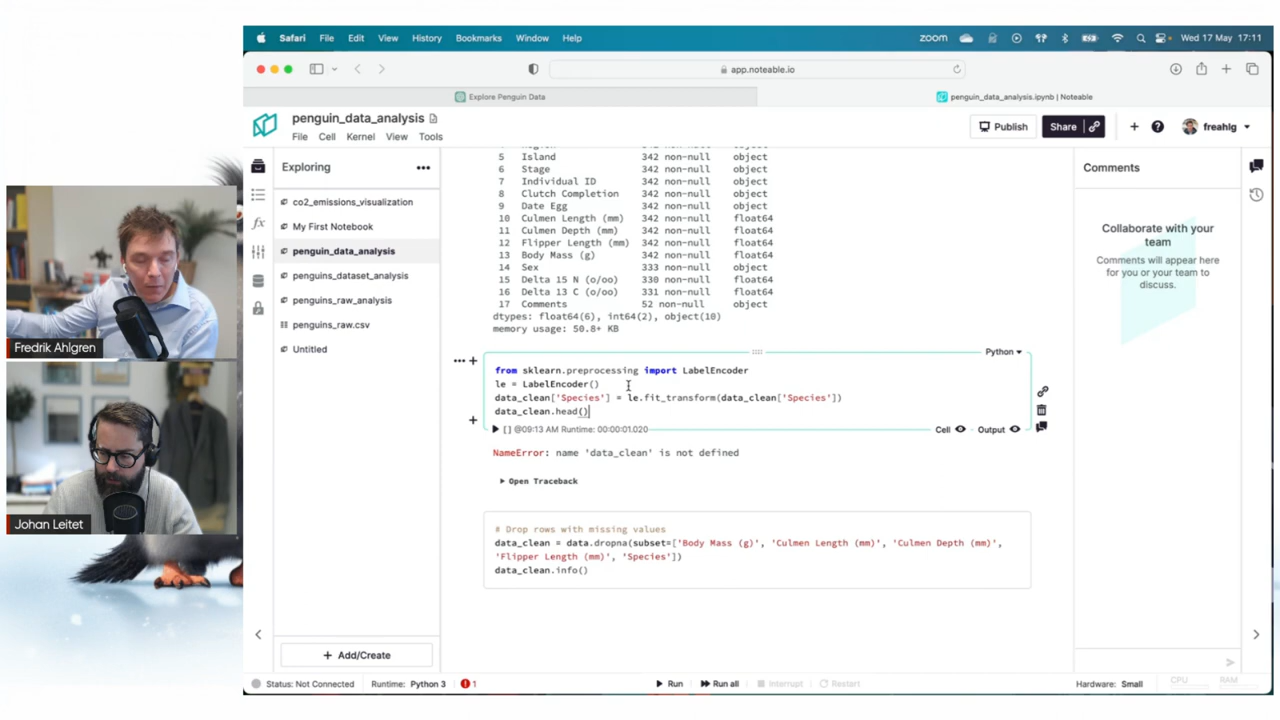 Safari File Edit View History Bookmarks Window Help zoom Wed 17 May 17:11
app.noteable.io
Explore Penguin Data penguin_data_analysis.ipynb | Noteable
penguin_data_analysis
File Cell Kernel View Tools
Publish Share freahlg
Exploring
co2_emissions_visualization
My First Notebook
penguin_data_analysis
penguins_dataset_analysis
penguins_raw_analysis
penguins_raw.csv
Untitled
Add/Create
5 Island 342 non-null object
6 Stage 342 non-null object
7 Individual ID 342 non-null object
8 Clutch Completion 342 non-null object
9 Date Egg 342 non-null object
10 Culmen Length (mm) 342 non-null float64
11 Culmen Depth (mm) 342 non-null float64
12 Flipper Length (mm) 342 non-null float64
13 Body Mass (g) 342 non-null float64
14 Sex 333 non-null object
15 Delta 15 N (o/oo) 330 non-null float64
16 Delta 13 C (o/oo) 331 non-null float64
17 Comments 52 non-null object
dtypes: float64(6), int64(2), object(10)
memory usage: 50.8+ KB
Python
from sklearn.preprocessing import LabelEncoder
le = LabelEncoder()
data_clean['Species'] = le.fit_transform(data_clean['Species'])
data_clean.head()
[] @09:13 AM Runtime: 00:00:01.020 Cell Output
NameError: name 'data_clean' is not defined
Open Traceback
# Drop rows with missing values
data_clean = data.dropna(subset=['Body Mass (g)', 'Culmen Length (mm)', 'Culmen Depth (mm)',
'Flipper Length (mm)', 'Species'])
data_clean.info()
Comments
Collaborate with your
team
Comments will appear here
for you or your team to
discuss.
Status: Not Connected Runtime: Python 3 1 Run Run all Interrupt Restart Hardware: Small CPU RAM
Fredrik Ahlgren
Johan Leitet